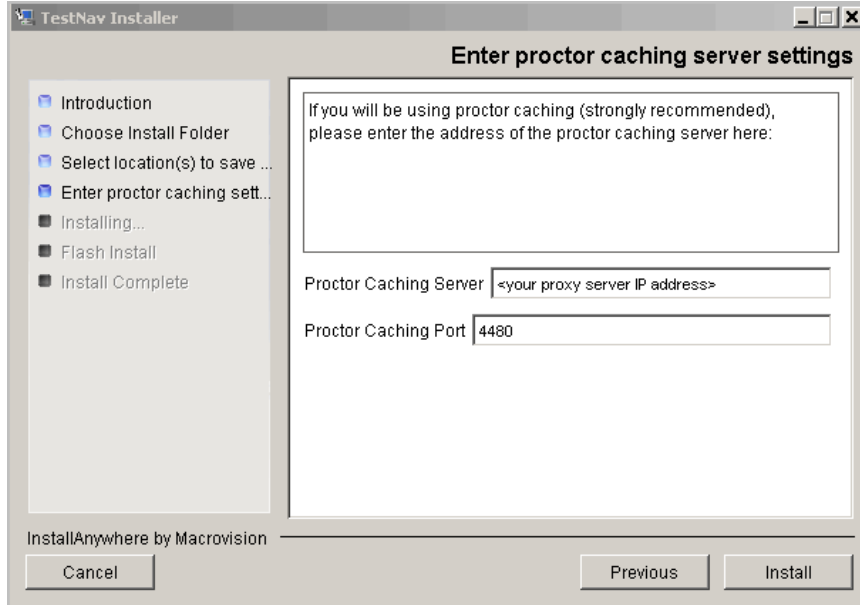 TestNav Installer
Enter proctor caching server settings
Introduction
Choose Install Folder
Select location(s) to save ...
Enter proctor caching sett...
Installing...
Flash Install
Install Complete
If you will be using proctor caching (strongly recommended),
please enter the address of the proctor caching server here:
Proctor Caching Server <your proxy server IP address>
Proctor Caching Port 4480
InstallAnywhere by Macrovision
Cancel Previous Install